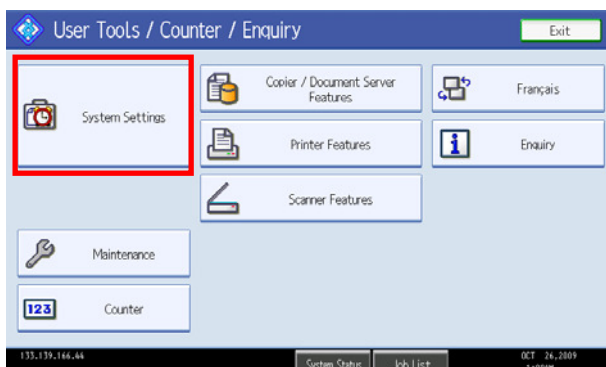 User Tools / Counter / Enquiry
Exit
System Settings
Copier / Document Server
Features
Français
Printer Features
Enquiry
Scanner Features
Maintenance
123
Counter
133.139.166.44
System Status
Job List
OCT 26,2009